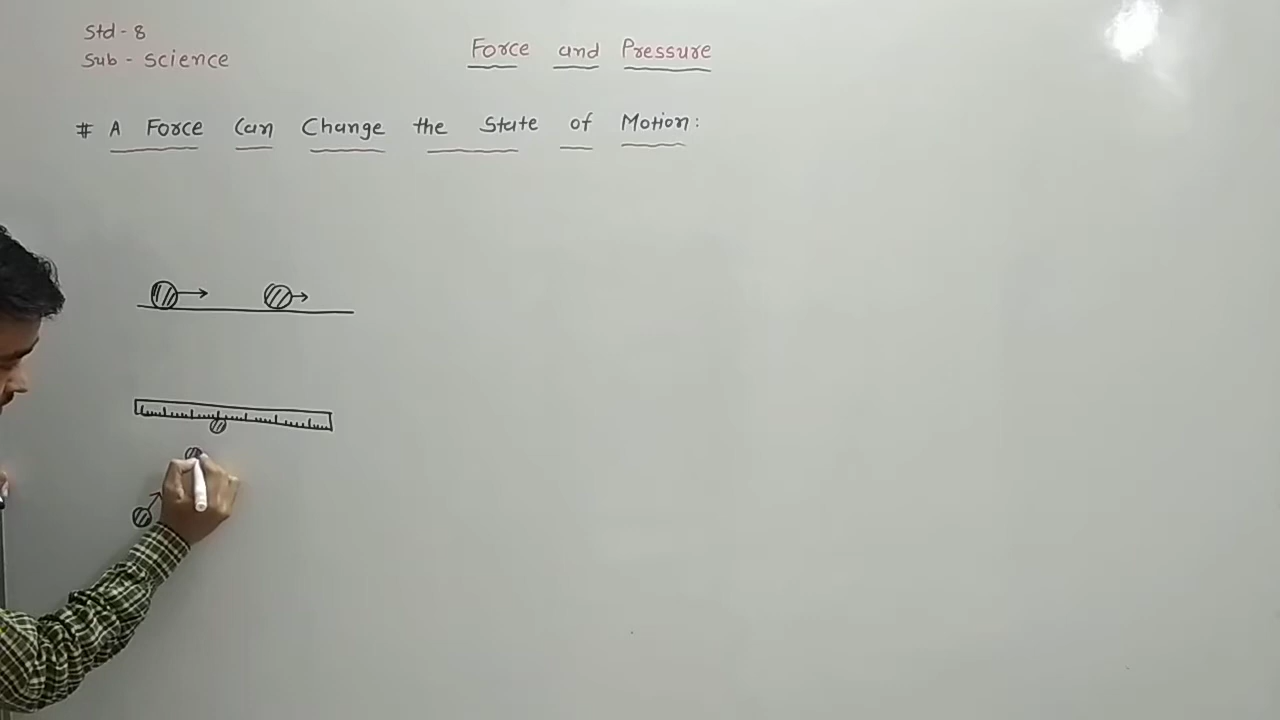 Std - 8
Sub - Science
Force and Pressure
# A Force Can Change the State of Motion: